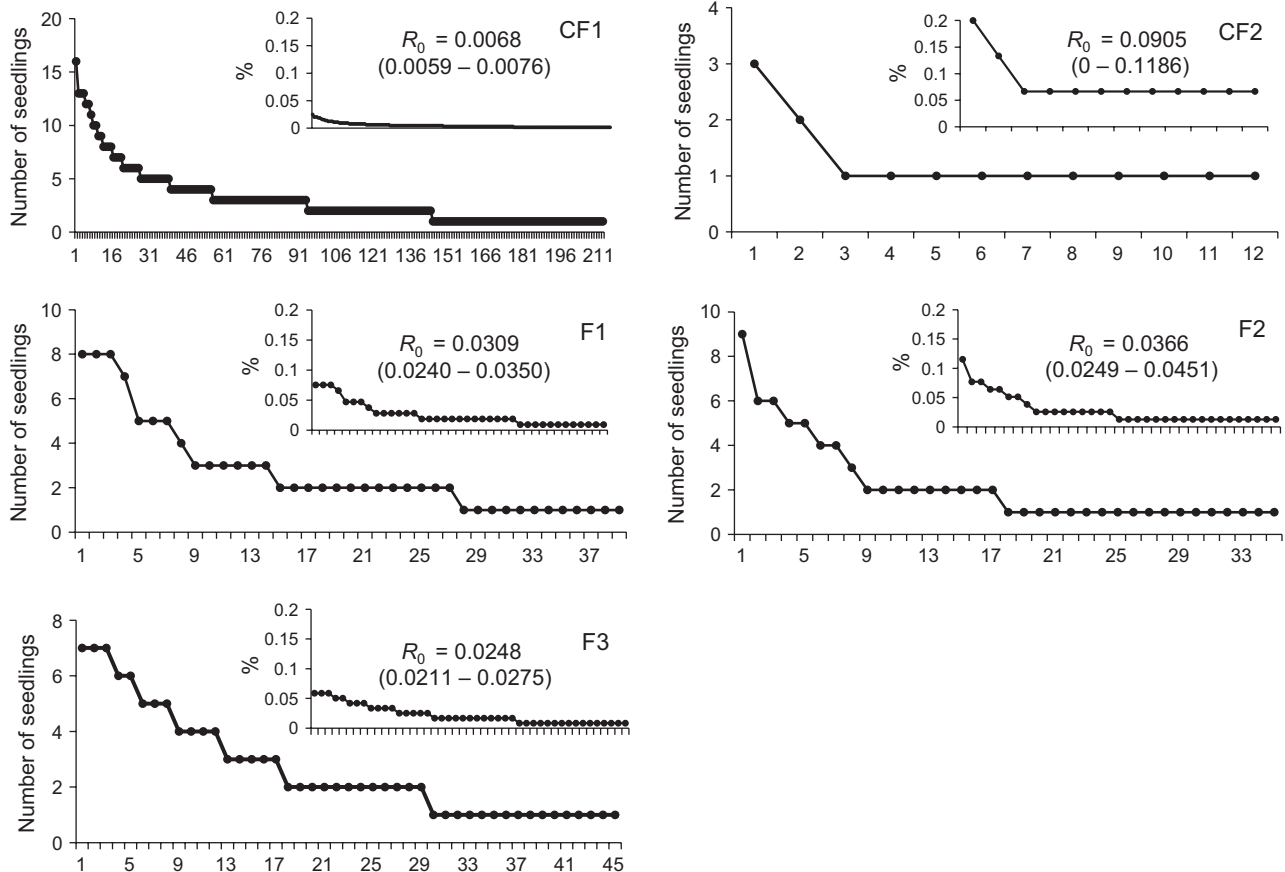 CF1
Number of seedlings
20
15
10
5
0
1 16 31 46 61 76 91 106 121 136 151 166 181 196 211
%
0.2
0.15
0.1
0.05
0
R0 = 0.0068
(0.0059 – 0.0076)
CF2
Number of seedlings
4
3
2
1
0
1 2 3 4 5 6 7 8 9 10 11 12
%
0.2
0.15
0.1
0.05
0
R0 = 0.0905
(0 – 0.1186)
F1
Number of seedlings
10
8
6
4
2
0
1 5 9 13 17 21 25 29 33 37
%
0.2
0.15
0.1
0.05
0
R0 = 0.0309
(0.0240 – 0.0350)
F2
Number of seedlings
10
8
6
4
2
0
1 5 9 13 17 21 25 29 33
%
0.2
0.15
0.1
0.05
0
R0 = 0.0366
(0.0249 – 0.0451)
F3
Number of seedlings
8
6
4
2
0
1 5 9 13 17 21 25 29 33 37 41 45
%
0.2
0.15
0.1
0.05
0
R0 = 0.0248
(0.0211 – 0.0275)